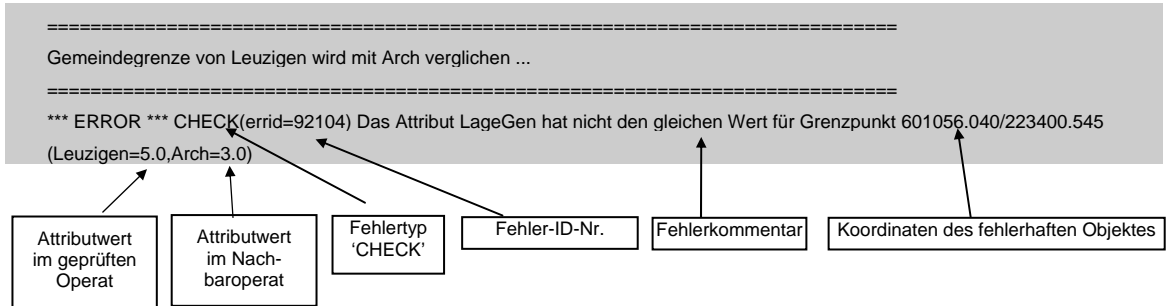 ==============================================================================
Gemeindegrenze von Leuzigen wird mit Arch verglichen ...
==============================================================================
*** ERROR *** CHECK(errid=92104) Das Attribut LageGen hat nicht den gleichen Wert für Grenzpunkt 601056.040/223400.545
(Leuzigen=5.0,Arch=3.0)
Attributwert
im geprüften
Operat
Attributwert
im Nach-
baroperat
Fehlertyp
‘CHECK’
Fehler-ID-Nr.
Fehlerkommentar
Koordinaten des fehlerhaften Objektes